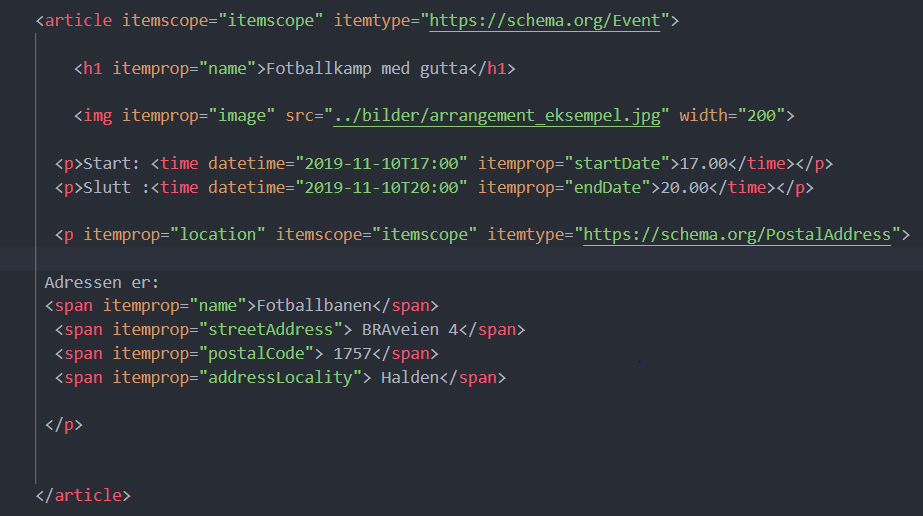 <article itemscope="itemscope" itemtype="https://schema.org/Event">
<h1 itemprop="name">Fotballkamp med gutta</h1>
<img itemprop="image" src="../bilder/arrangement_eksempel.jpg" width="200">
<p>Start: <time datetime="2019-11-10T17:00" itemprop="startDate">17.00</time></p>
<p>Slutt :<time datetime="2019-11-10T20:00" itemprop="endDate">20.00</time></p>
<p itemprop="location" itemscope="itemscope" itemtype="https://schema.org/PostalAddress">
Adressen er:
<span itemprop="name">Fotballbanen</span>
<span itemprop="streetAddress"> BRAveien 4</span>
<span itemprop="postalCode"> 1757</span>
<span itemprop="addressLocality"> Halden</span>
</p>
</article>